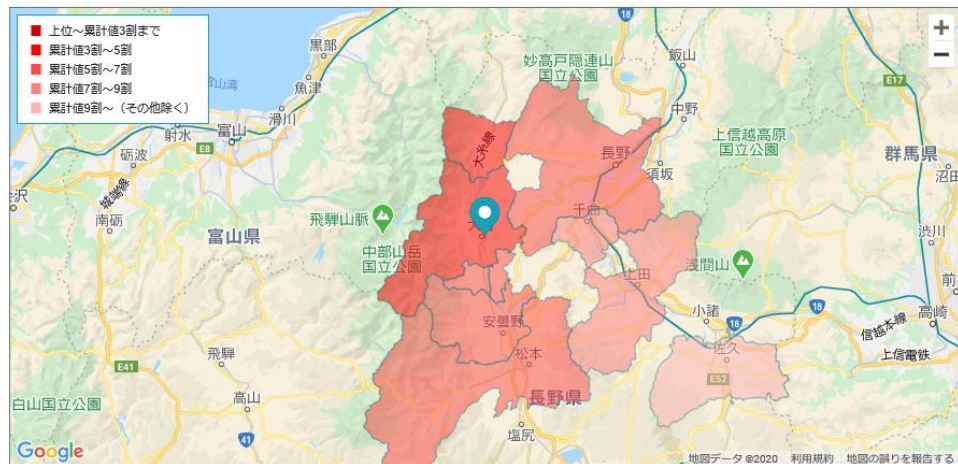 上位～累計値3割まで
累計値3割～5割
累計値5割～7割
累計値7割～9割
累計値9割～（その他除く）
黒部
魚津
滑川
富山湾
富山
射水
砺波
E8
城端線
南砺
富山県
飛騨山脈
中部山岳
国立公園
大糸線
妙高戸隠連山
国立公園
18
飯山
中野
長野
須坂
上信越高原
国立公園
E17
群馬県
沼田
渋川
千曲
上田
浅間山
小諸
18
18
高崎
信越本線
上信電鉄
佐久
E52
安曇野
松本
長野県
塩尻
飛騨
高山
E41
41
白山国立公園
+
−
Google
地図データ ©2020 利用規約 地図の誤りを報告する